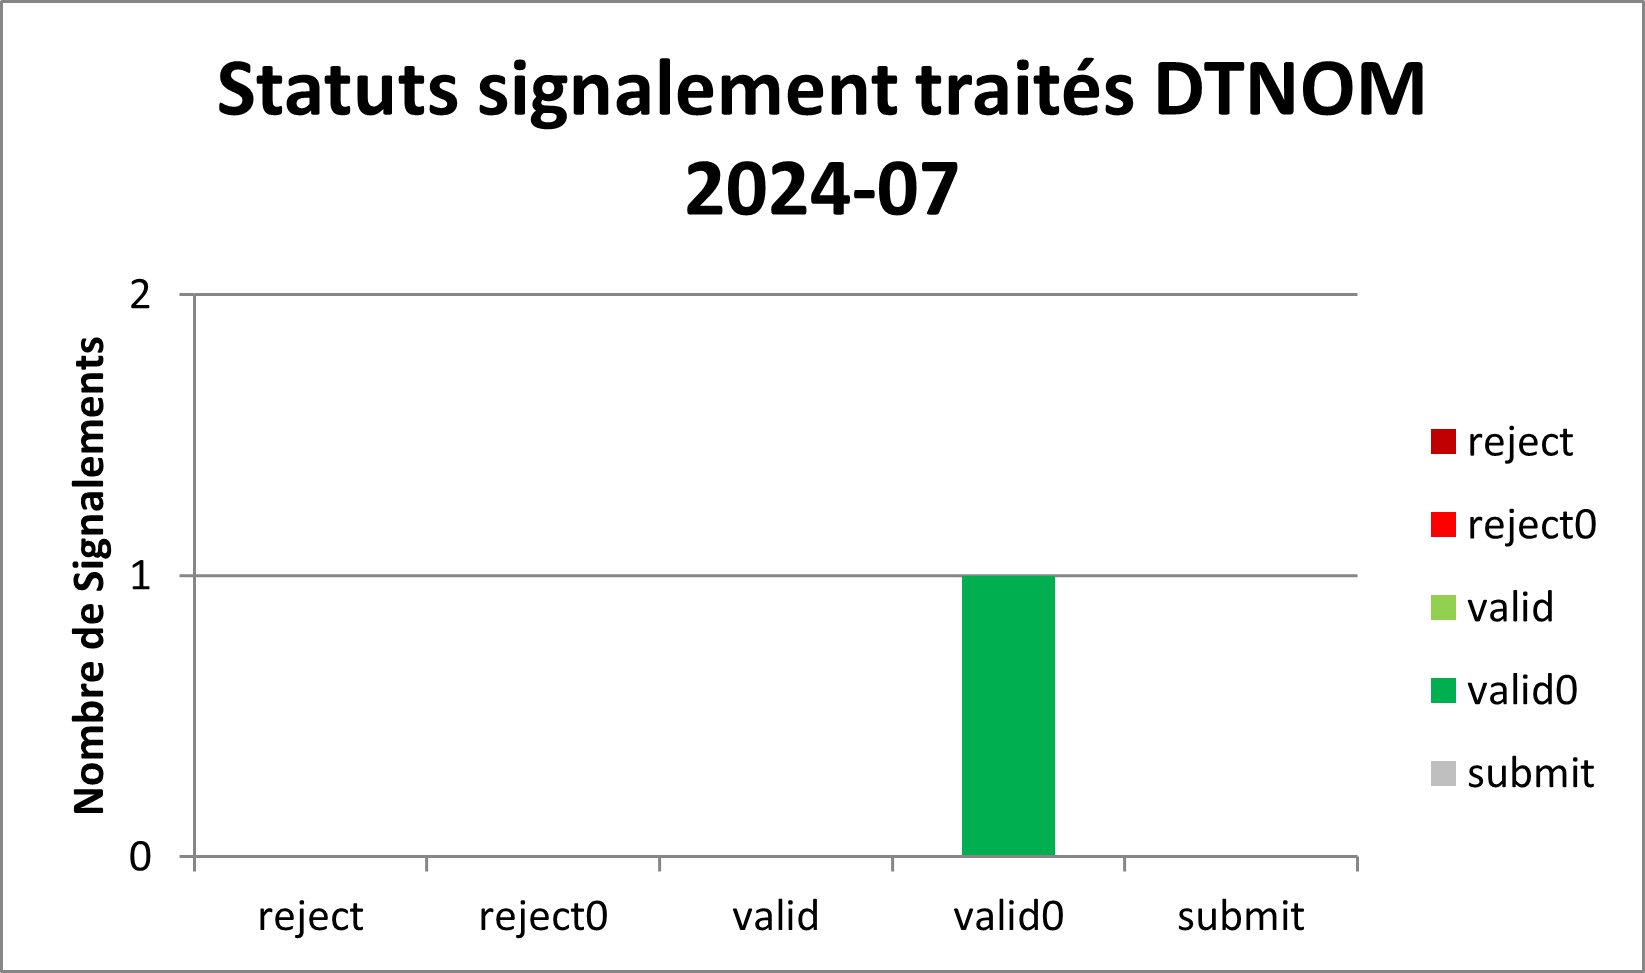 Statuts signalement traités DTNOM
2024-07
Nombre de Signalements
2
1
0
reject
reject0
valid
valid0
submit
reject
reject0
valid
valid0
submit